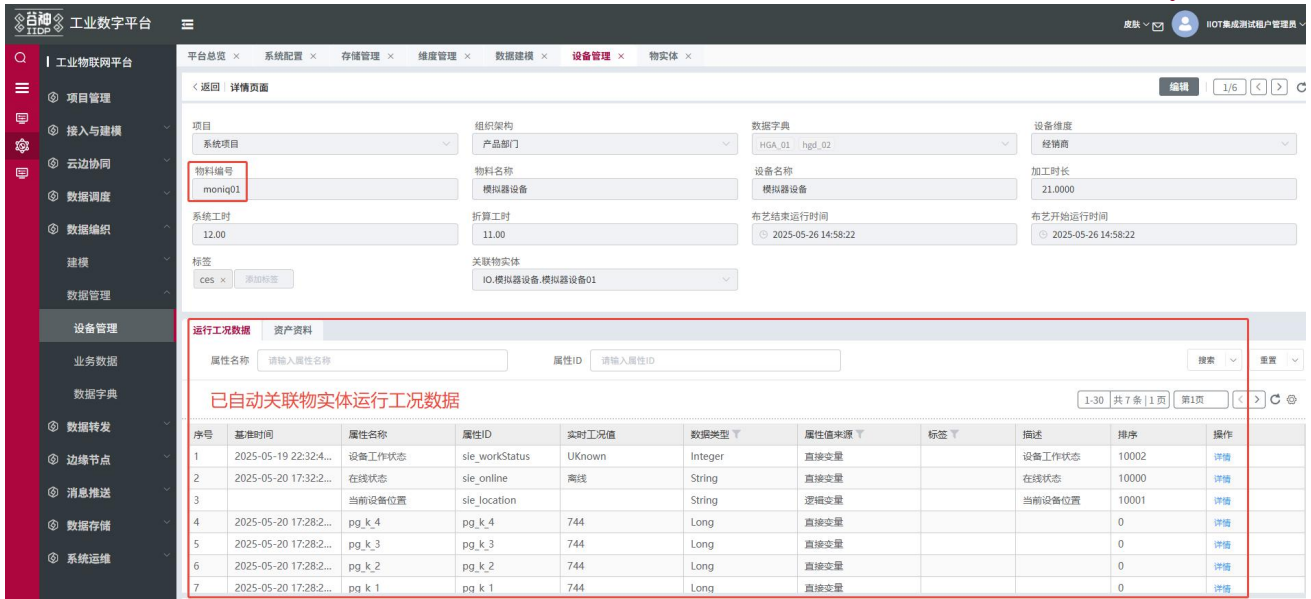 谷神 IIDP 工业数字平台 皮肤 IIOT集成测试租户管理员
工业物联网平台 平台总览 × 系统配置 × 存储管理 × 维度管理 × 数据建模 × 设备管理 × 物实体 ×
项目管理 返回 详情页面 编辑 1/6
接入与建模 项目 组织架构 数据字典 设备维度
系统项目 产品部门 HGA_01 hgd_02 经销商
云边协同 物料编号 物料名称 设备名称 加工时长
moniq01 模拟器设备 模拟器设备 21.0000
数据调度 系统工时 折算工时 布艺结束运行时间 布艺开始运行时间
数据编织 12.00 11.00 2025-05-26 14:58:22 2025-05-26 14:58:22
建模 标签 关联物实体
ces × 添加标签 IO.模拟器设备.模拟器设备01
数据管理
设备管理 运行工况数据 资产资料
业务数据 属性名称 请输入属性名称 属性ID 请输入属性ID 搜索 重置
数据字典 已自动关联物实体运行工况数据 1-30 共7条|1页 第1页
数据转发 序号 基准时间 属性名称 属性ID 实时工况值 数据类型 属性值来源 标签 描述 排序 操作
边缘节点 1 2025-05-19 22:32:4... 设备工作状态 sie_workStatus UKnown Integer 直接变量 设备工作状态 10002 详情
2 2025-05-20 17:32:2... 在线状态 sie_online 离线 String 直接变量 在线状态 10000 详情
消息推送 3 当前设备位置 sie_location String 逻辑变量 当前设备位置 10001 详情
数据存储 4 2025-05-20 17:28:2... pg_k_4 pg_k_4 744 Long 直接变量 0 详情
5 2025-05-20 17:28:2... pg_k_3 pg_k_3 744 Long 直接变量 0 详情
系统运维 6 2025-05-20 17:28:2... pg_k_2 pg_k_2 744 Long 直接变量 0 详情
7 2025-05-20 17:28:2... pg_k_1 pg_k_1 744 Long 直接变量 0 详情